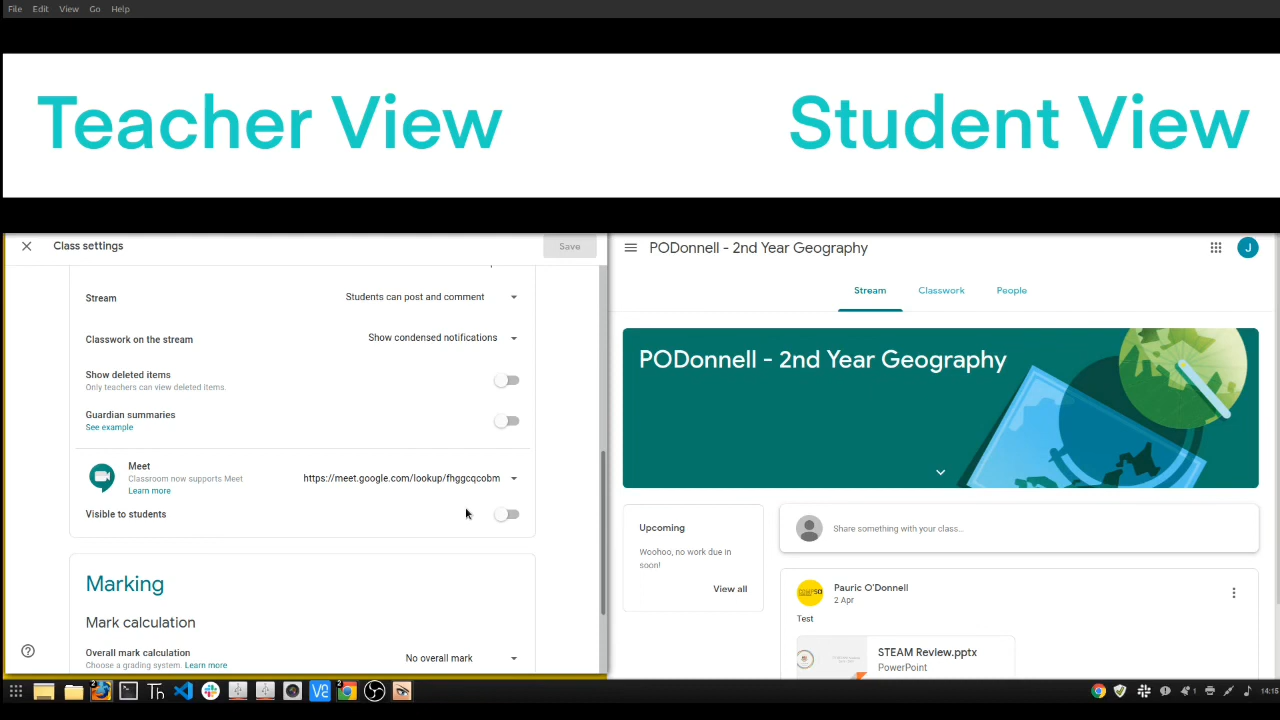 File Edit View Go Help
Teacher View
Student View
Class settings
Save
Stream
Students can post and comment
Classwork on the stream
Show condensed notifications
Show deleted items
Only teachers can view deleted items.
Guardian summaries
See example
Meet
Classroom now supports Meet
Learn more
https://meet.google.com/lookup/fhggcqcobm
Visible to students
Marking
Mark calculation
Overall mark calculation
Choose a grading system. Learn more
No overall mark
PODonnell - 2nd Year Geography
J
Stream
Classwork
People
PODonnell - 2nd Year Geography
Upcoming
Woohoo, no work due in
soon!
View all
Share something with your class...
Pauric O'Donnell
2 Apr
Test
STEAM Review.pptx
PowerPoint
2
Th
V2
2
1
14:15